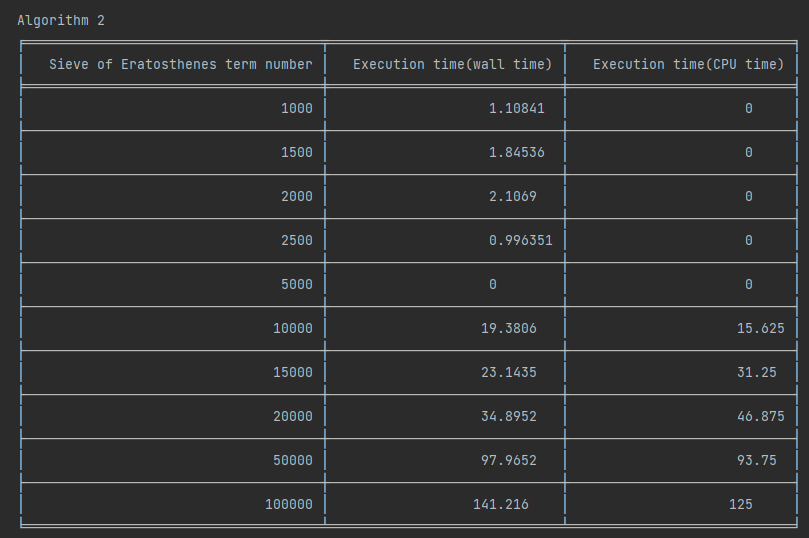 Algorithm 2
Sieve of Eratosthenes term number Execution time(wall time) Execution time(CPU time)
1000 1.10841 0
1500 1.84536 0
2000 2.1069 0
2500 0.996351 0
5000 0 0
10000 19.3806 15.625
15000 23.1435 31.25
20000 34.8952 46.875
50000 97.9652 93.75
100000 141.216 125